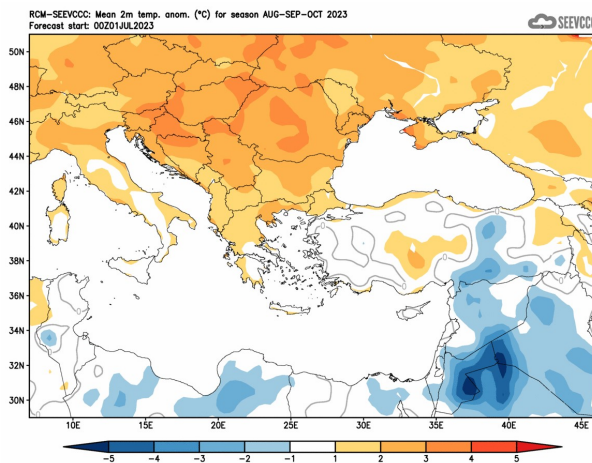 RCM-SEEVCCC: Mean 2m temp. anom. (°C) for season AUG-SEP-OCT 2023
Forecast start: 00Z01JUL2023
SEEVCCC
50N
48N
46N
44N
42N
40N
38N
36N
34N
32N
30N
10E 15E 20E 25E 30E 35E 40E 45E
-5 -4 -3 -2 -1 1 2 3 4 5